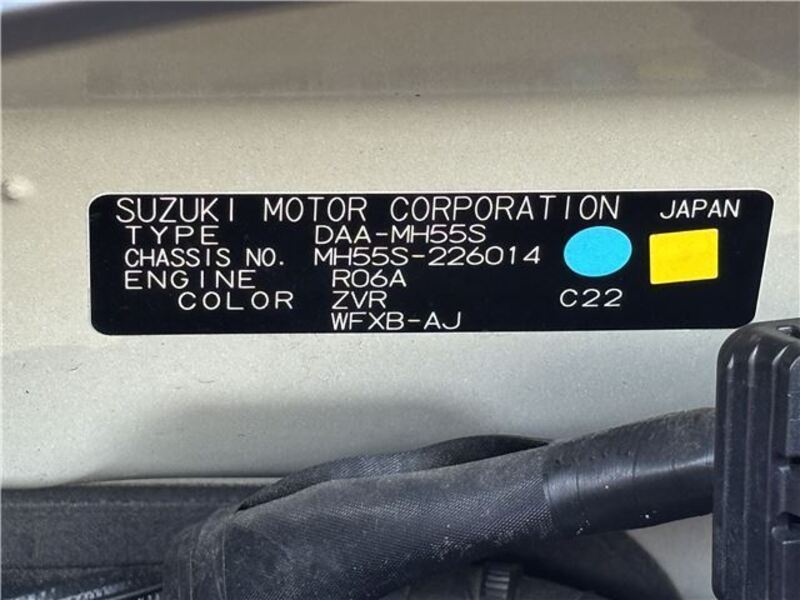 SUZUKI MOTOR CORPORATION JAPAN
TYPE DAA-MH55S
CHASSIS NO. MH55S-226014
ENGINE R06A
COLOR ZVR C22
WFXB-AJ